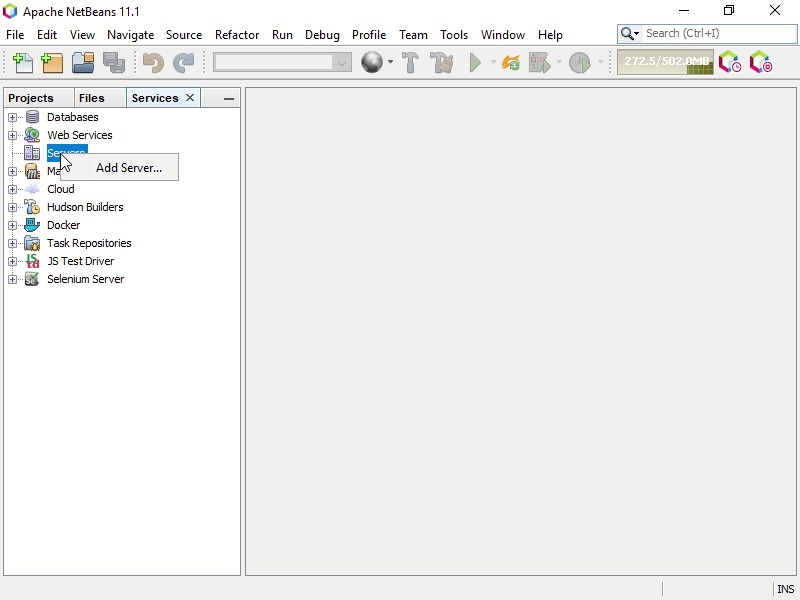 Apache NetBeans 11.1
File Edit View Navigate Source Refactor Run Debug Profile Team Tools Window Help
Search (Ctrl+I)
272.5/502.0MB
Projects Files Services
Databases
Web Services
Servers
Add Server...
Cloud
Hudson Builders
Docker
Task Repositories
JS Test Driver
Selenium Server
INS